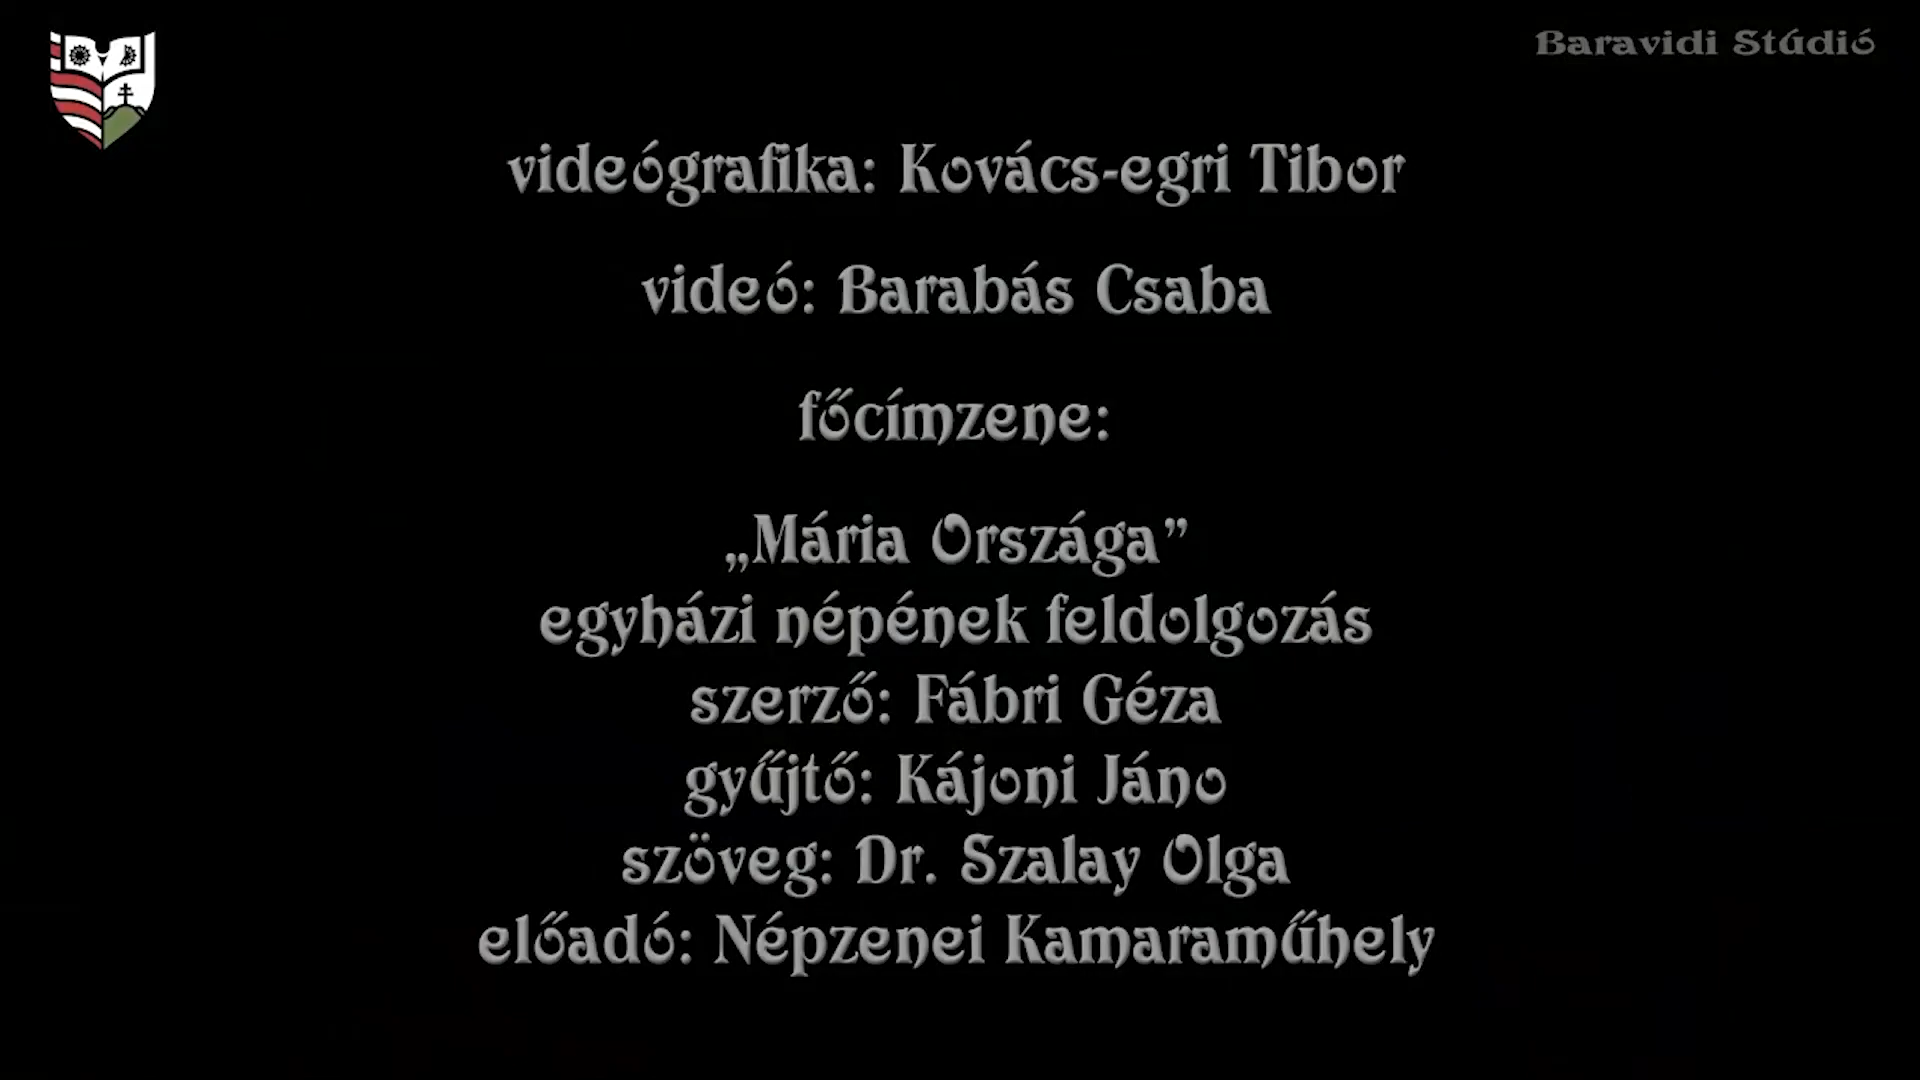 Baravidi Stúdió
videógrafika: Kovács-egri Tibor
videó: Barabás Csaba
főcímzene:
„Mária Országa”
egyházi népének feldolgozás
szerző: Fábri Géza
gyűjtő: Kájoni Jáno
szöveg: Dr. Szalay Olga
előadó: Népzenei Kamaraműhely